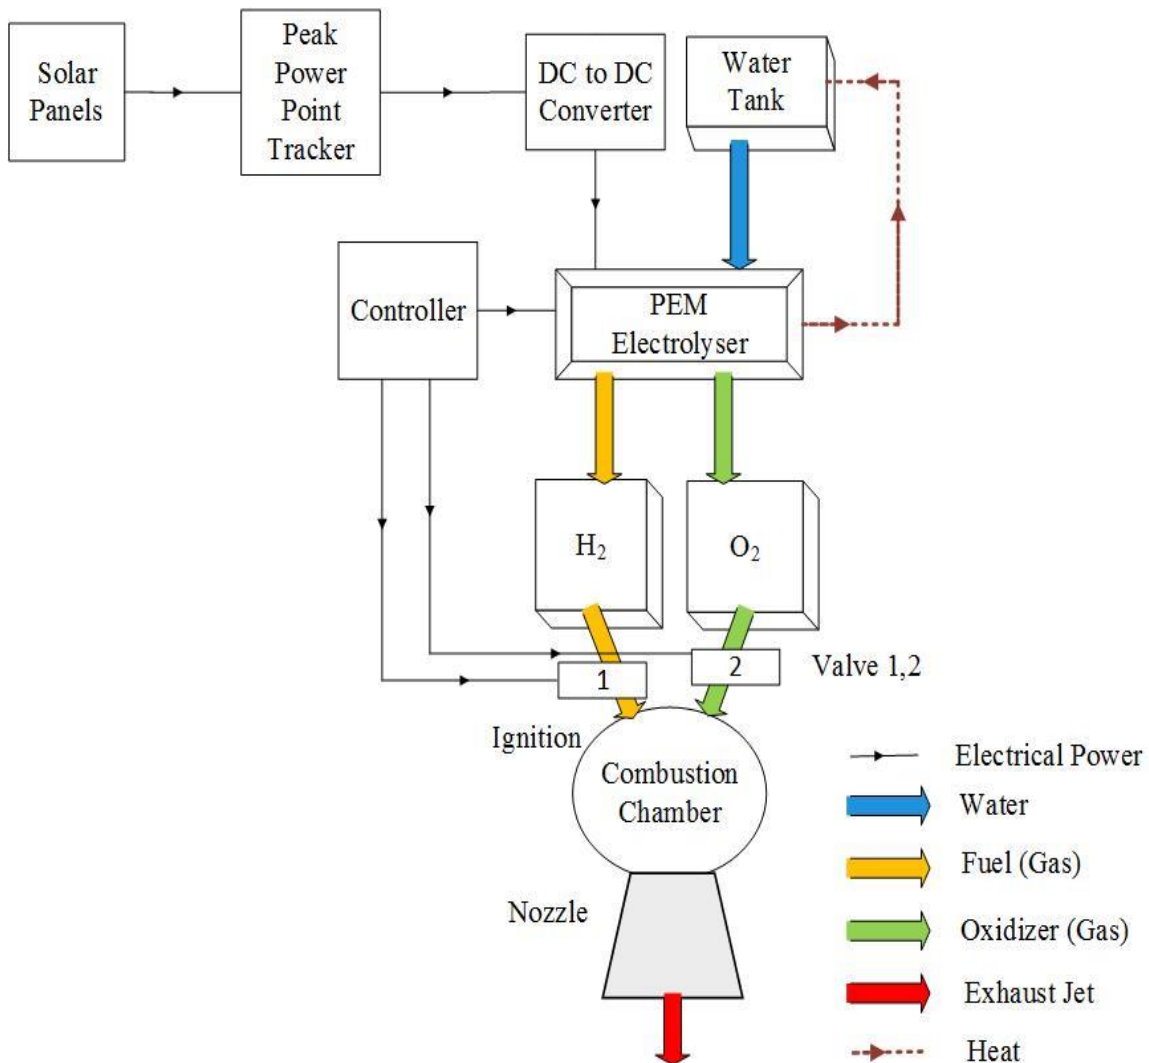 Solar
Panels
Peak
Power
Point
Tracker
DC to DC
Converter
Water
Tank
Controller
PEM
Electrolyser
H₂
O₂
1
2
Valve 1,2
Ignition
Combustion
Chamber
Nozzle
Electrical Power
Water
Fuel (Gas)
Oxidizer (Gas)
Exhaust Jet
Heat